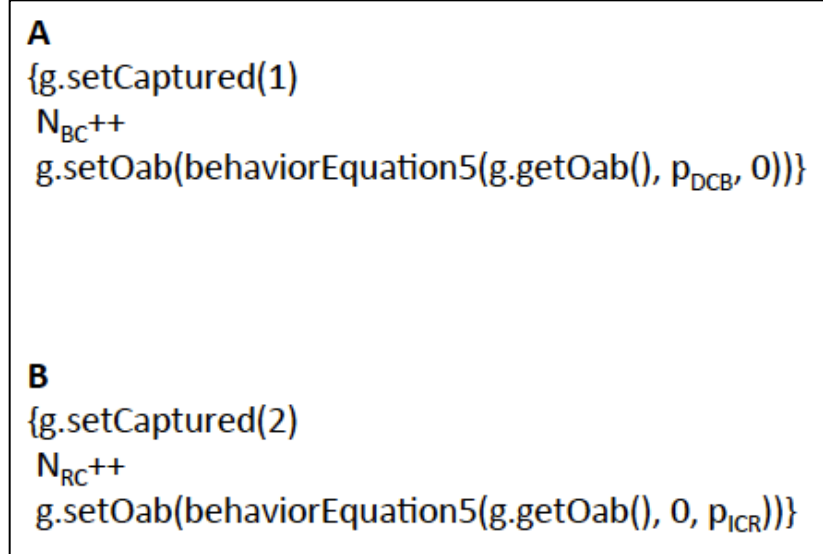 A
{g.setCaptured(1)
N_BC++
g.setOab(behaviorEquation5(g.getOab(), p_DCB, 0))}
B
{g.setCaptured(2)
N_RC++
g.setOab(behaviorEquation5(g.getOab(), 0, p_ICR))}